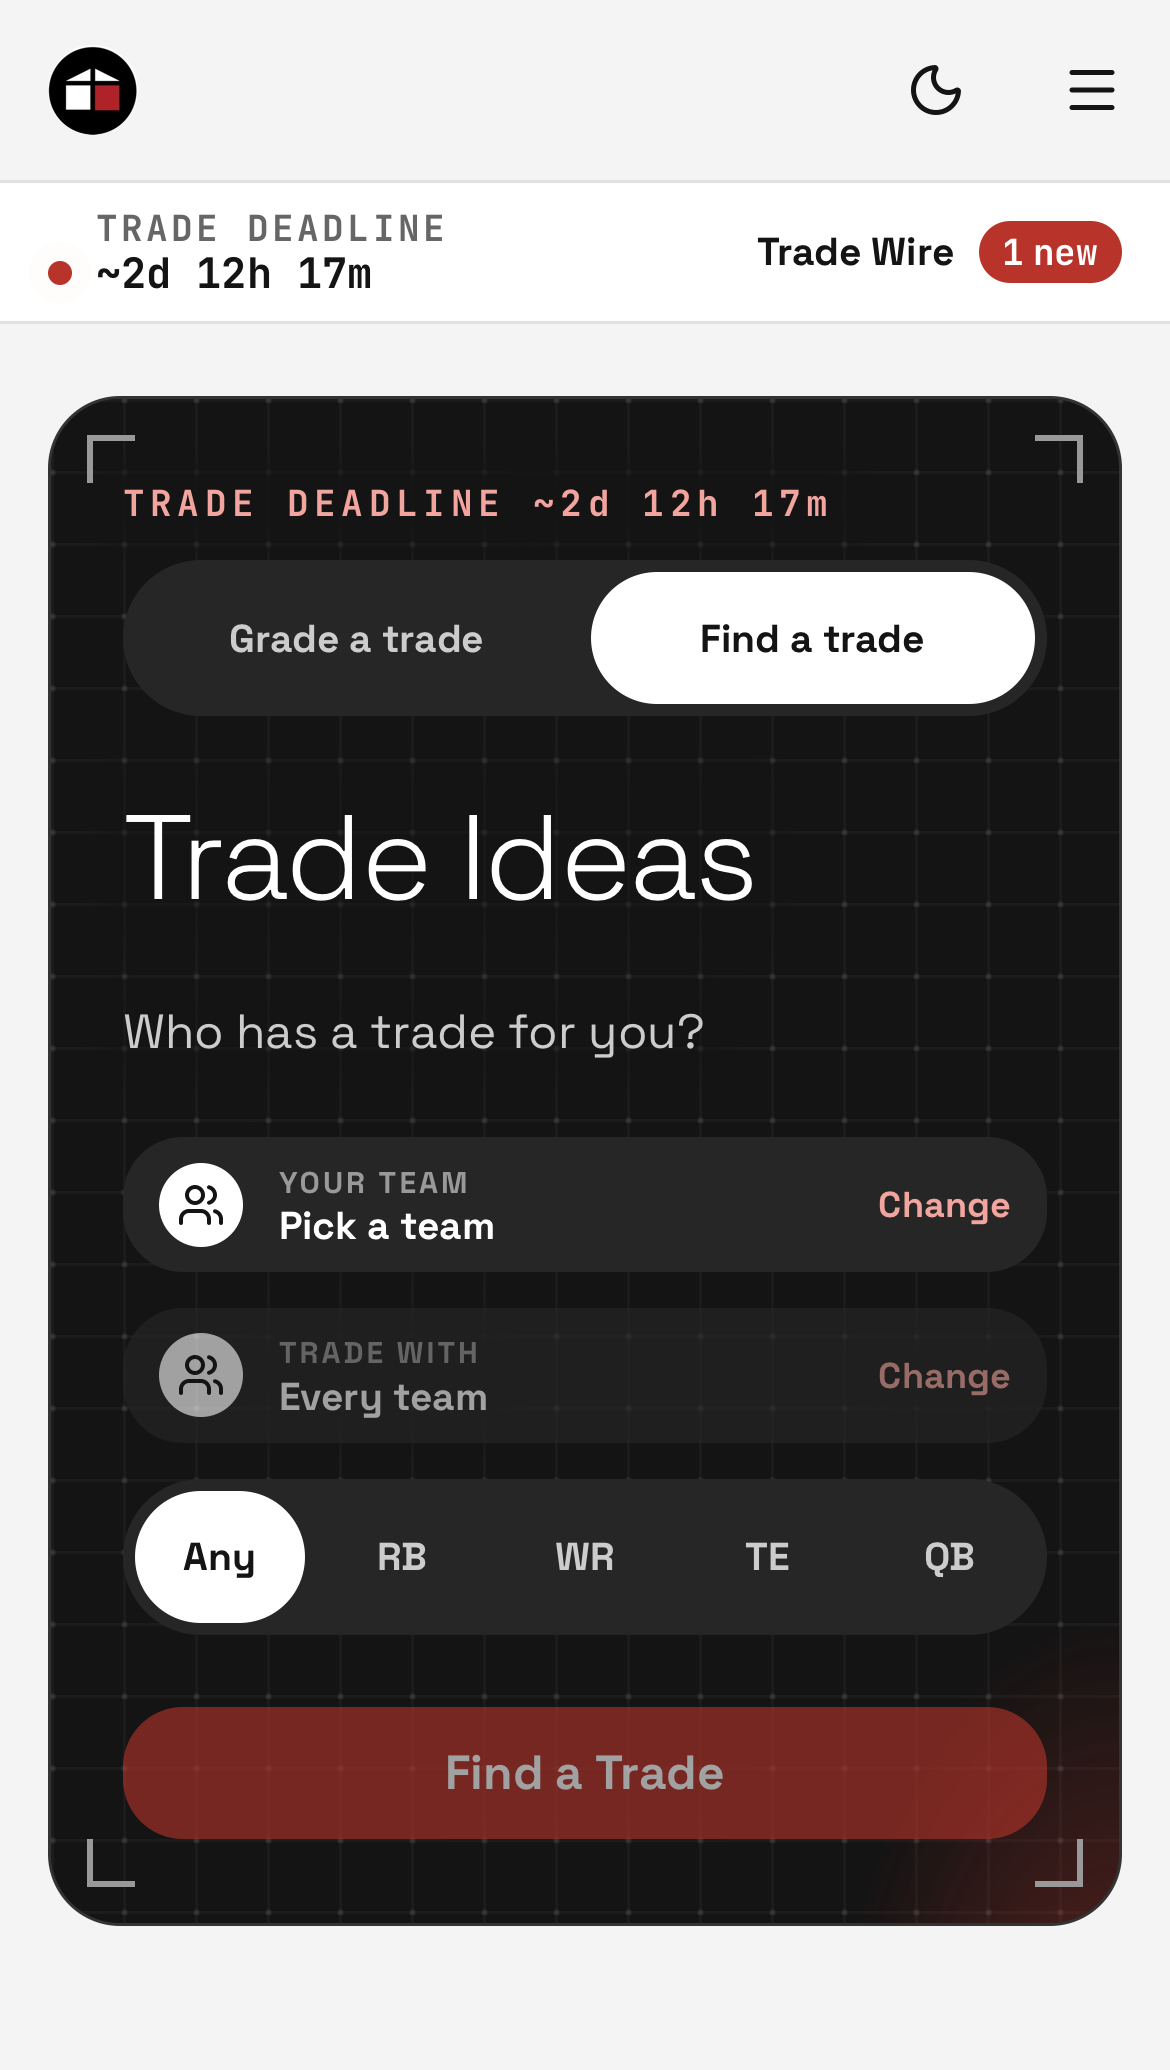 TRADE DEADLINE
~2d 12h 17m
Trade Wire
1 new
TRADE DEADLINE ~2d 12h 17m
Grade a trade
Find a trade
Trade Ideas
Who has a trade for you?
YOUR TEAM
Pick a team
Change
TRADE WITH
Every team
Change
Any
RB
WR
TE
QB
Find a Trade